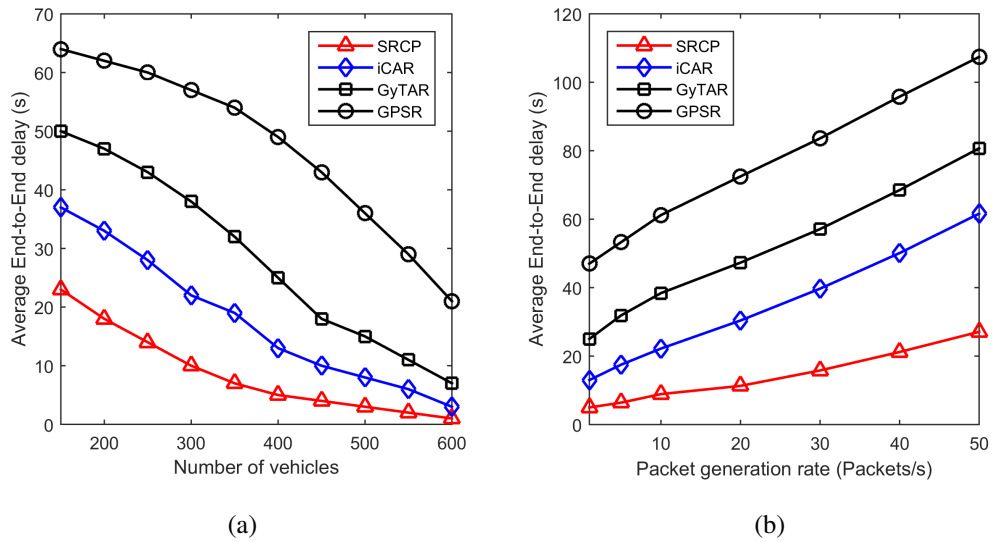 70
60
50
40
30
20
10
0
200
300
400
500
600
Average End-to-End delay (s)
Number of vehicles
SRCP
iCAR
GyTAR
GPSR
(a)
120
100
80
60
40
20
0
10
20
30
40
50
Average End-to-End delay (s)
Packet generation rate (Packets/s)
SRCP
iCAR
GyTAR
GPSR
(b)